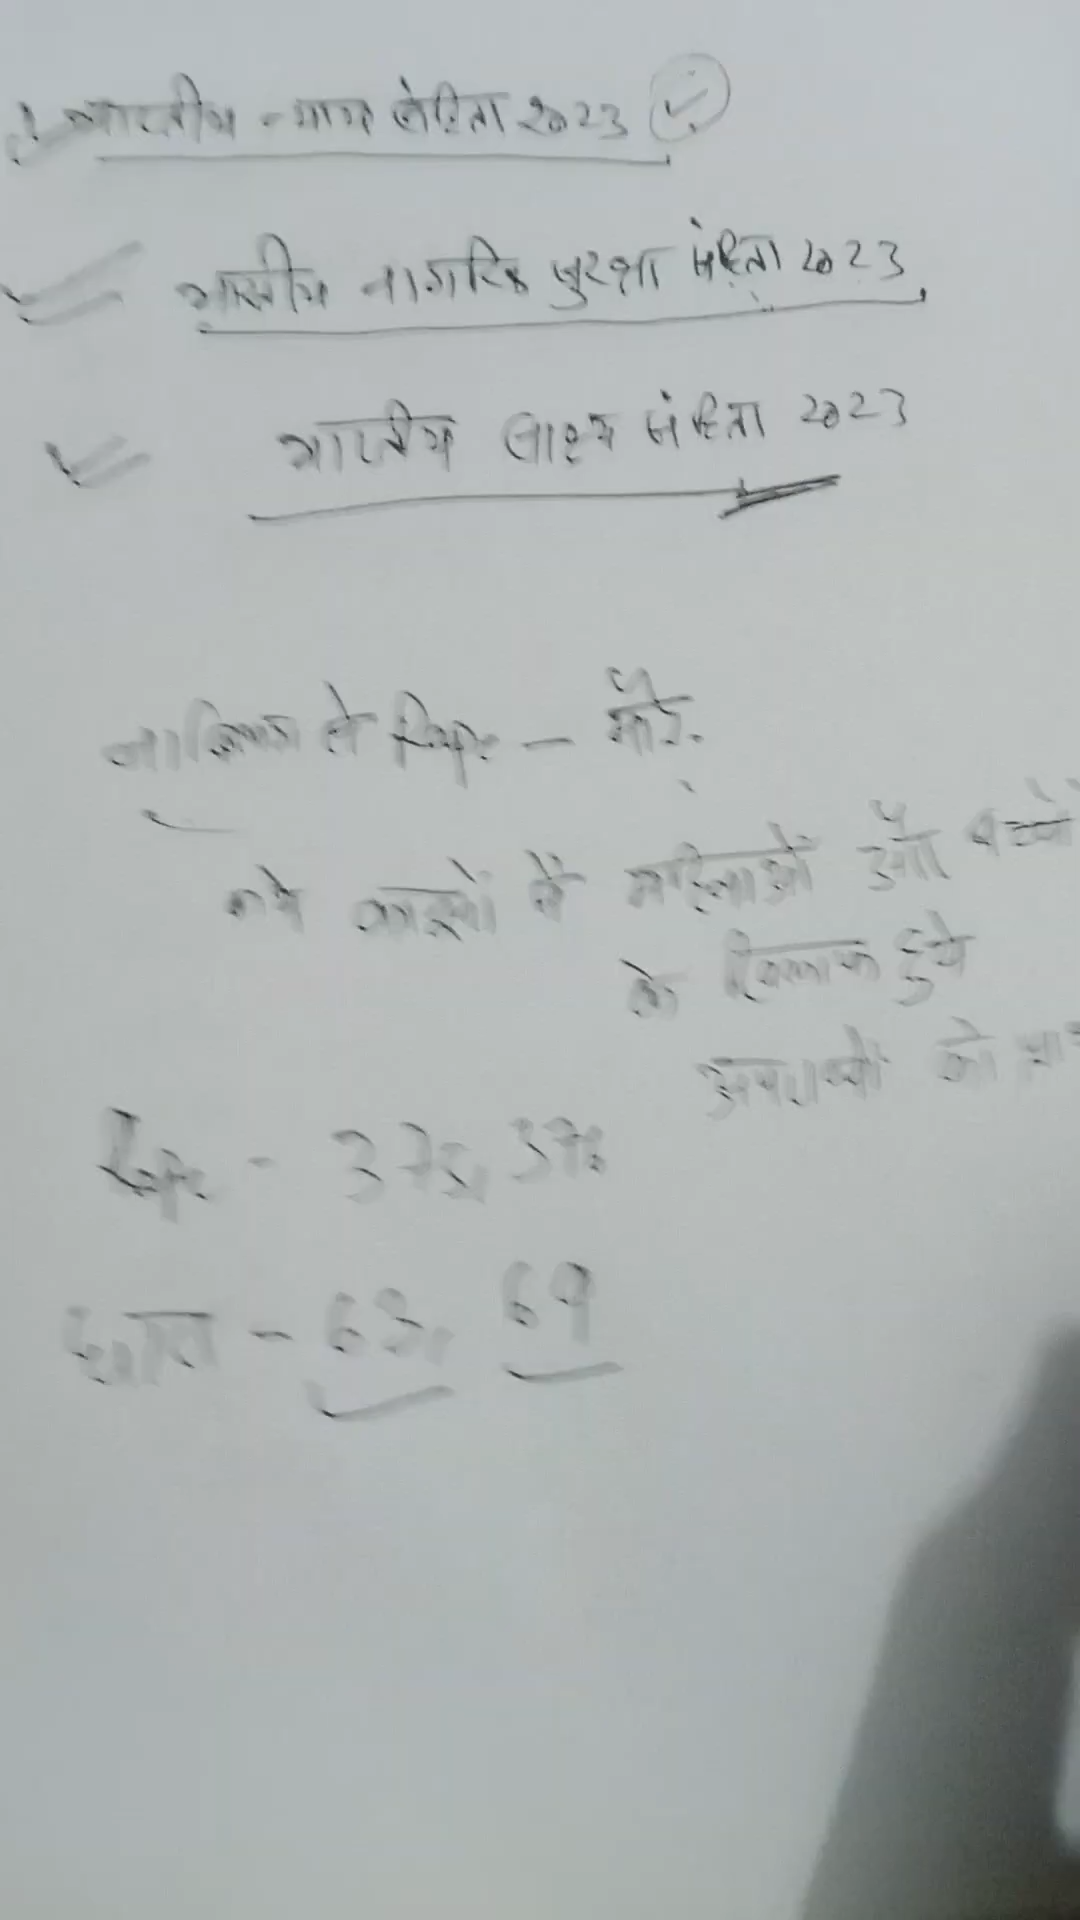 भारतीय न्याय संहिता 2023
भारतीय नागरिक सुरक्षा संहिता 2023
भारतीय साक्ष्य संहिता 2023
नाबालिग से रेप -
नये कानूनों में महिलाओं और बच्चों
के खिलाफ हुये
अपराधों को
रेप - 375, 376
धारा - 63, 69